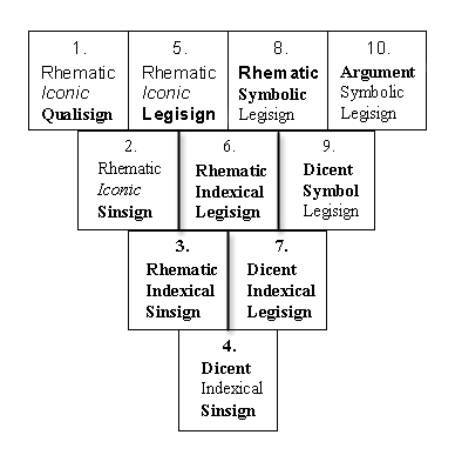 1.
Rhematic
Iconic
Qualisign
5.
Rhematic
Iconic
Legisign
8.
Rhematic
Symbolic
Legisign
10.
Argument
Symbolic
Legisign
2.
Rhematic
Iconic
Sinsign
6.
Rhematic
Indexical
Legisign
9.
Dicent
Symbol
Legisign
3.
Rhematic
Indexical
Sinsign
7.
Dicent
Indexical
Legisign
4.
Dicent
Indexical
Sinsign